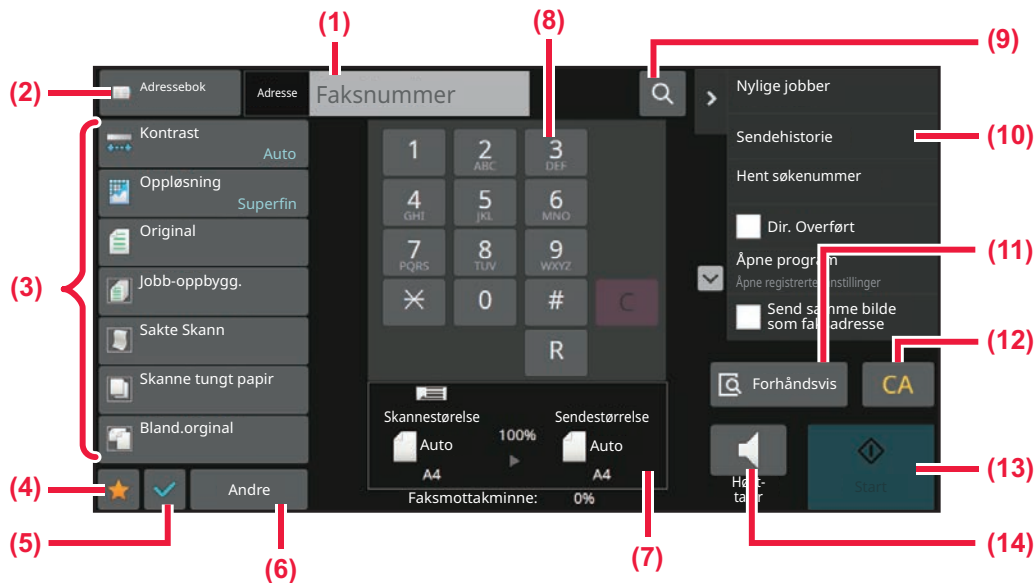 (1)
(8)
(9)
(2)
Adressebok
Adresse
Faksnummer
Nylige jobber
(10)
Sendehistorie
Hent søkenummer
Dir. Overført
(11)
Åpne program
Åpne registrerte innstillinger
Send samme bilde
som faksadresse
(12)
(3)
Kontrast
Auto
Oppløsning
Superfin
Original
Jobb-oppbygg.
Sakte Skann
Skanne tungt papir
Bland.orginal
1
2
ABC
3
DEF
4
GHI
5
JKL
6
MNO
7
PQRS
8
TUV
9
WXYZ
0
#
C
R
Forhåndsvis
CA
Skannestørelse
Auto
A4
100%
Sendestørrelse
Auto
A4
Faksmottakminne:
0%
Høyt-
taler
Start
(13)
(4)
Andre
(5)
(6)
(7)
(14)